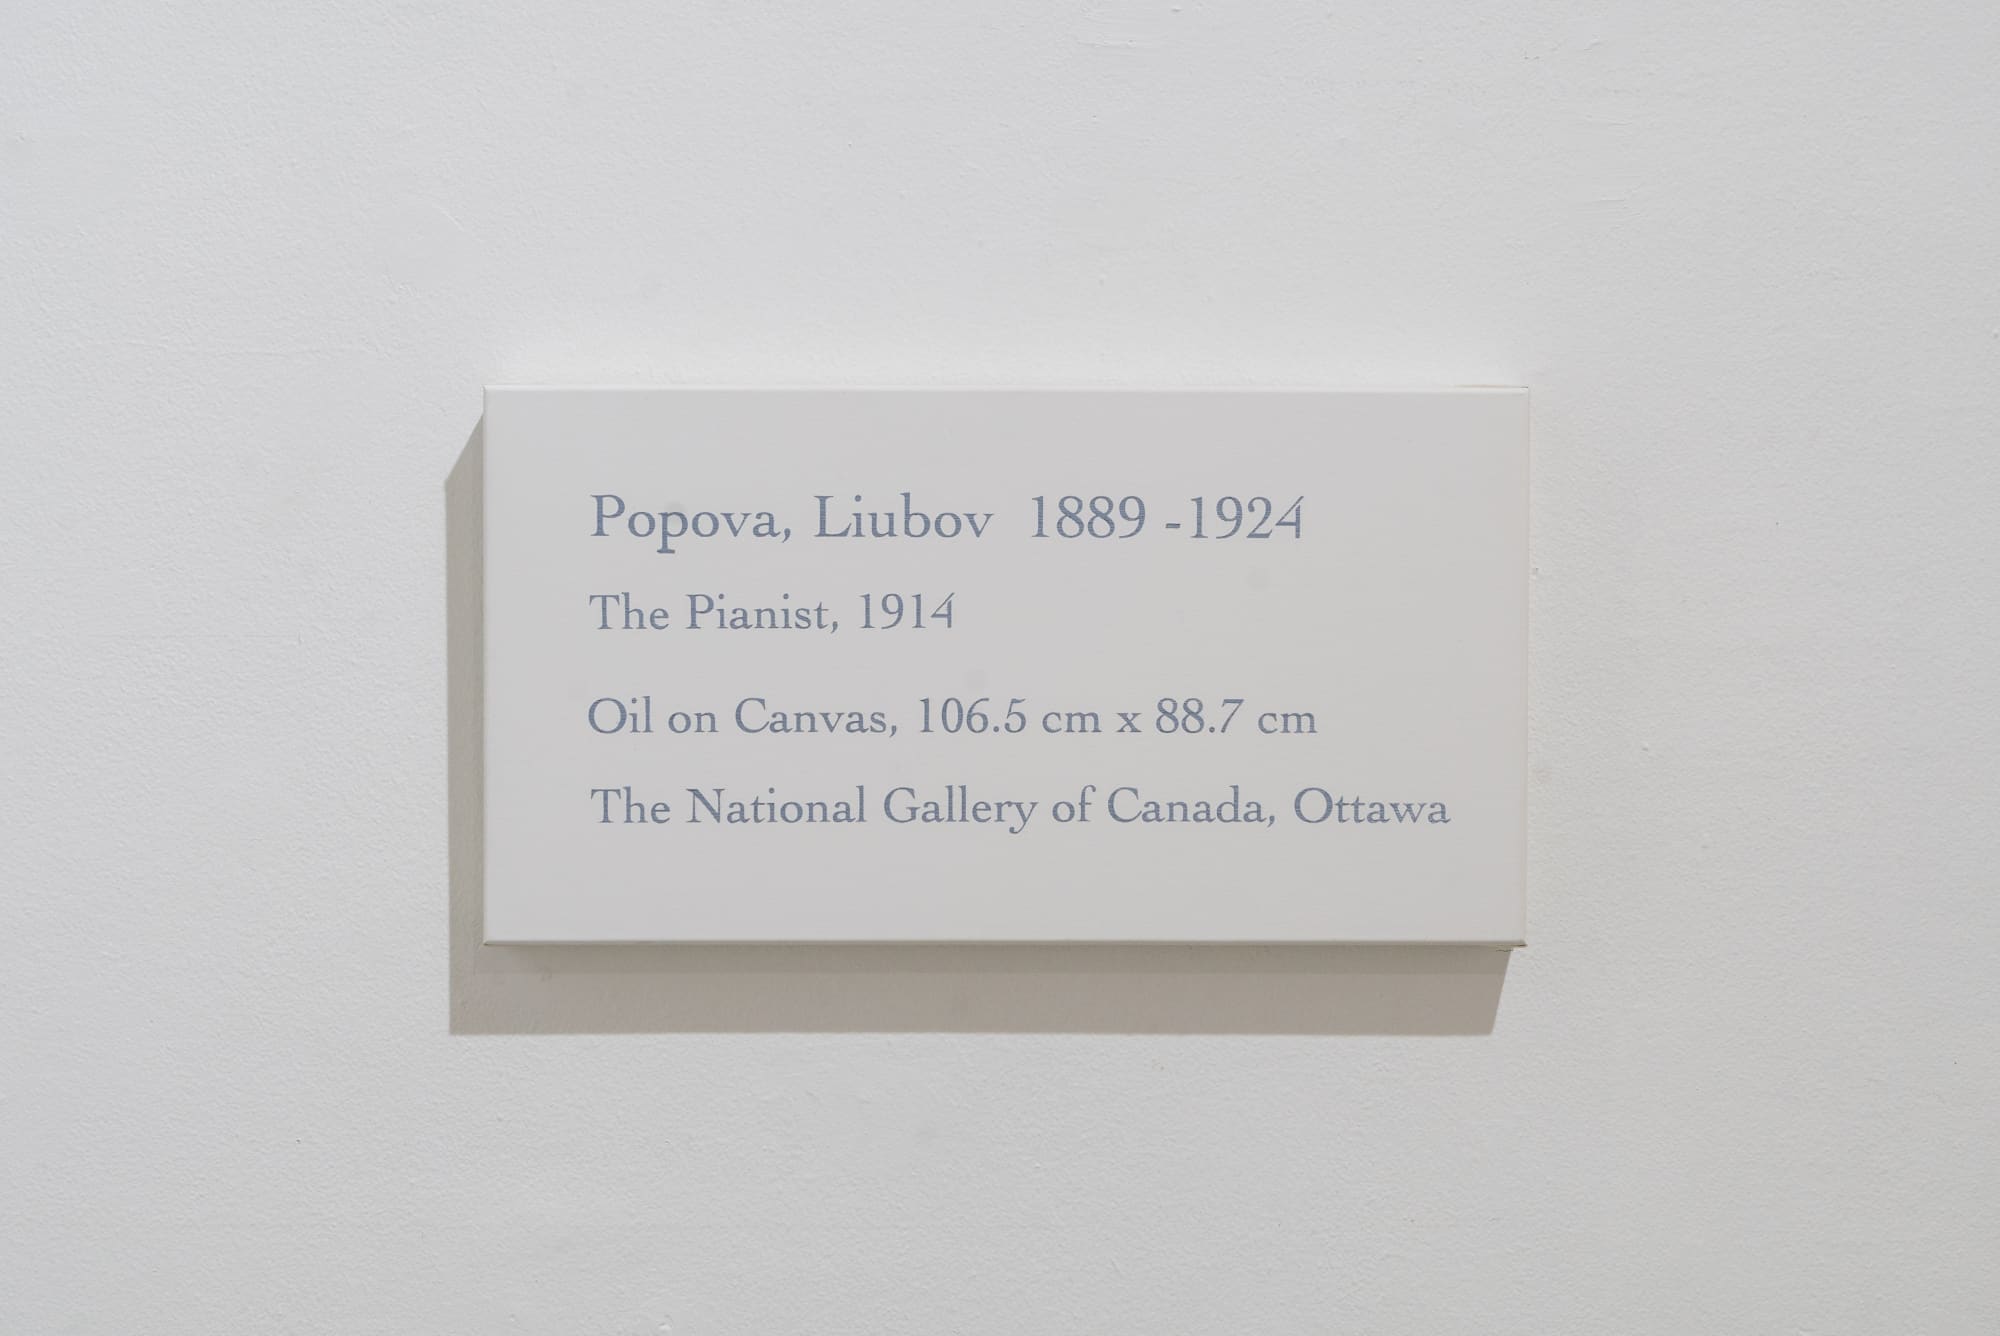 Popova, Liubov 1889 -1924
The Pianist, 1914
Oil on Canvas, 106.5 cm x 88.7 cm
The National Gallery of Canada, Ottawa